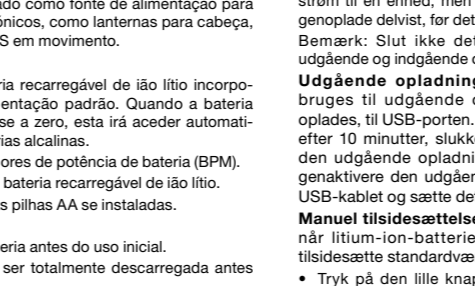 ado como fonte de alimentação para
ónicos, como lanternas para cabeça,
S em movimento.
ria recarregável de ião lítio incorpo-
mentação padrão. Quando a bateria
se a zero, esta irá aceder automati-
rias alcalinas.
ores de potência de bateria (BPM).
bateria recarregável de ião lítio.
s pilhas AA se instaladas.
eria antes do uso inicial.
ser totalmente descarregada antes
strøm til en enhed, men
genoplade delvist, før det
Bemærk: Slut ikke det
udgående og indgående
Udgående opladning
bruges til udgående
oplades, til USB-porten.
efter 10 minutter, slukke
den udgående opladni
genaktivere den udgåen
USB-kablet og sætte det
Manuel tilsidesættelse
når litium-ion-batterie
tilsidesætte standardvæ
• Tryk på den lille knap